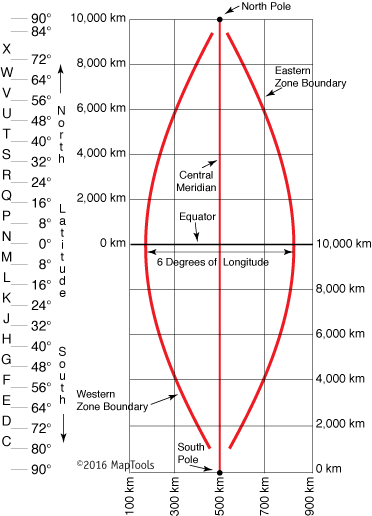 90°
84°
X
72°
W
64°
V
56°
U
48°
T
40°
S
32°
R
24°
Q
16°
P
8°
N
0°
M
8°
L
16°
K
24°
J
32°
H
40°
G
48°
F
56°
E
64°
D
72°
C
80°
90°
North Latitude South
10,000 km
8,000 km
6,000 km
4,000 km
2,000 km
0 km
North Pole
Eastern
Zone Boundary
Central
Meridian
Equator
6 Degrees of Longitude
10,000 km
8,000 km
6,000 km
4,000 km
2,000 km
0 km
Western
Zone Boundary
South
Pole
©2016 MapTools
100 km
300 km
500 km
700 km
900 km